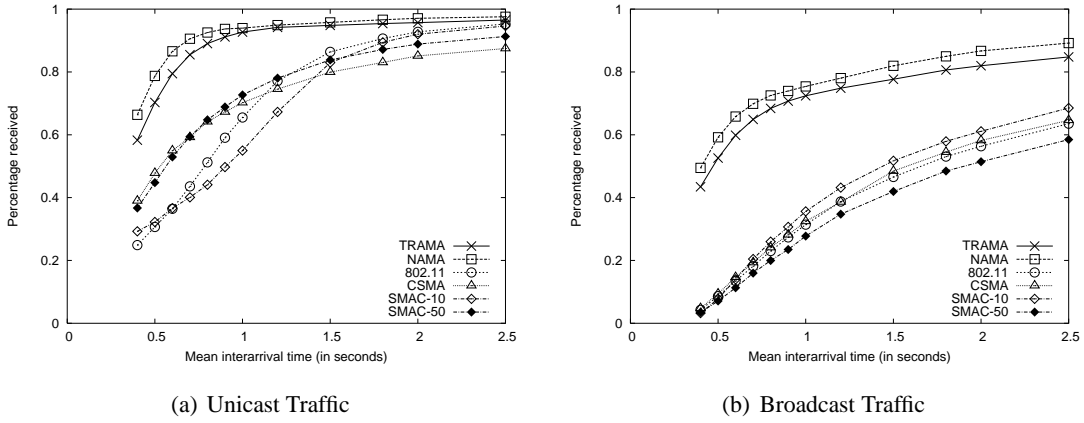 Percentage received
1
0.8
0.6
0.4
0.2
0
TRAMA
NAMA
802.11
CSMA
SMAC-10
SMAC-50
0 0.5 1 1.5 2 2.5
Mean interarrival time (in seconds)
(a) Unicast Traffic
Percentage received
1
0.8
0.6
0.4
0.2
0
TRAMA
NAMA
802.11
CSMA
SMAC-10
SMAC-50
0 0.5 1 1.5 2 2.5
Mean interarrival time (in seconds)
(b) Broadcast Traffic